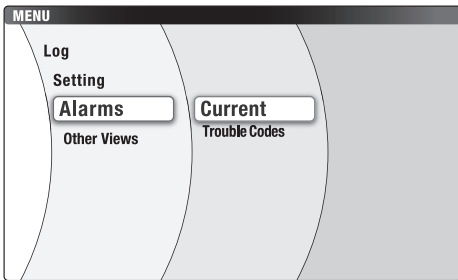 MENU
Log
Setting
Alarms
Other Views
Current
Trouble Codes